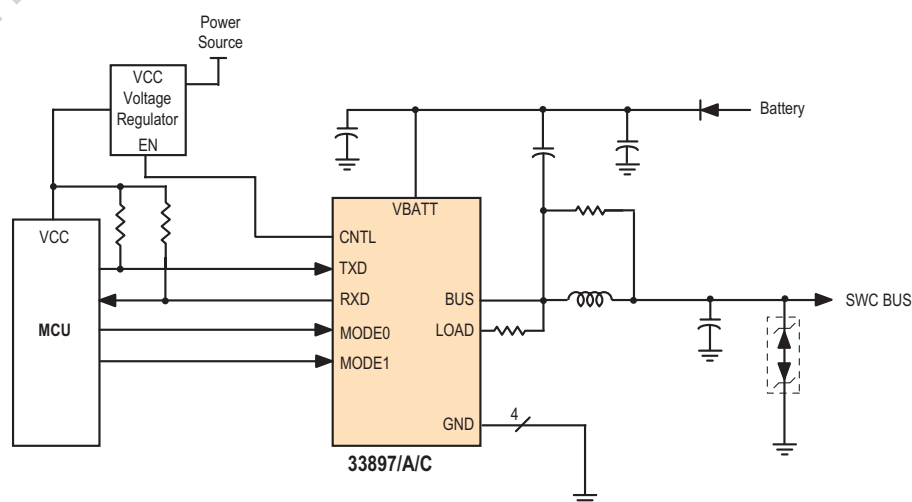 Power
Source
VCC
Voltage
Regulator
EN
Battery
VBATT
VCC
CNTL
TXD
RXD
BUS
SWC BUS
MCU
MODE0
LOAD
MODE1
GND
4
33897/A/C